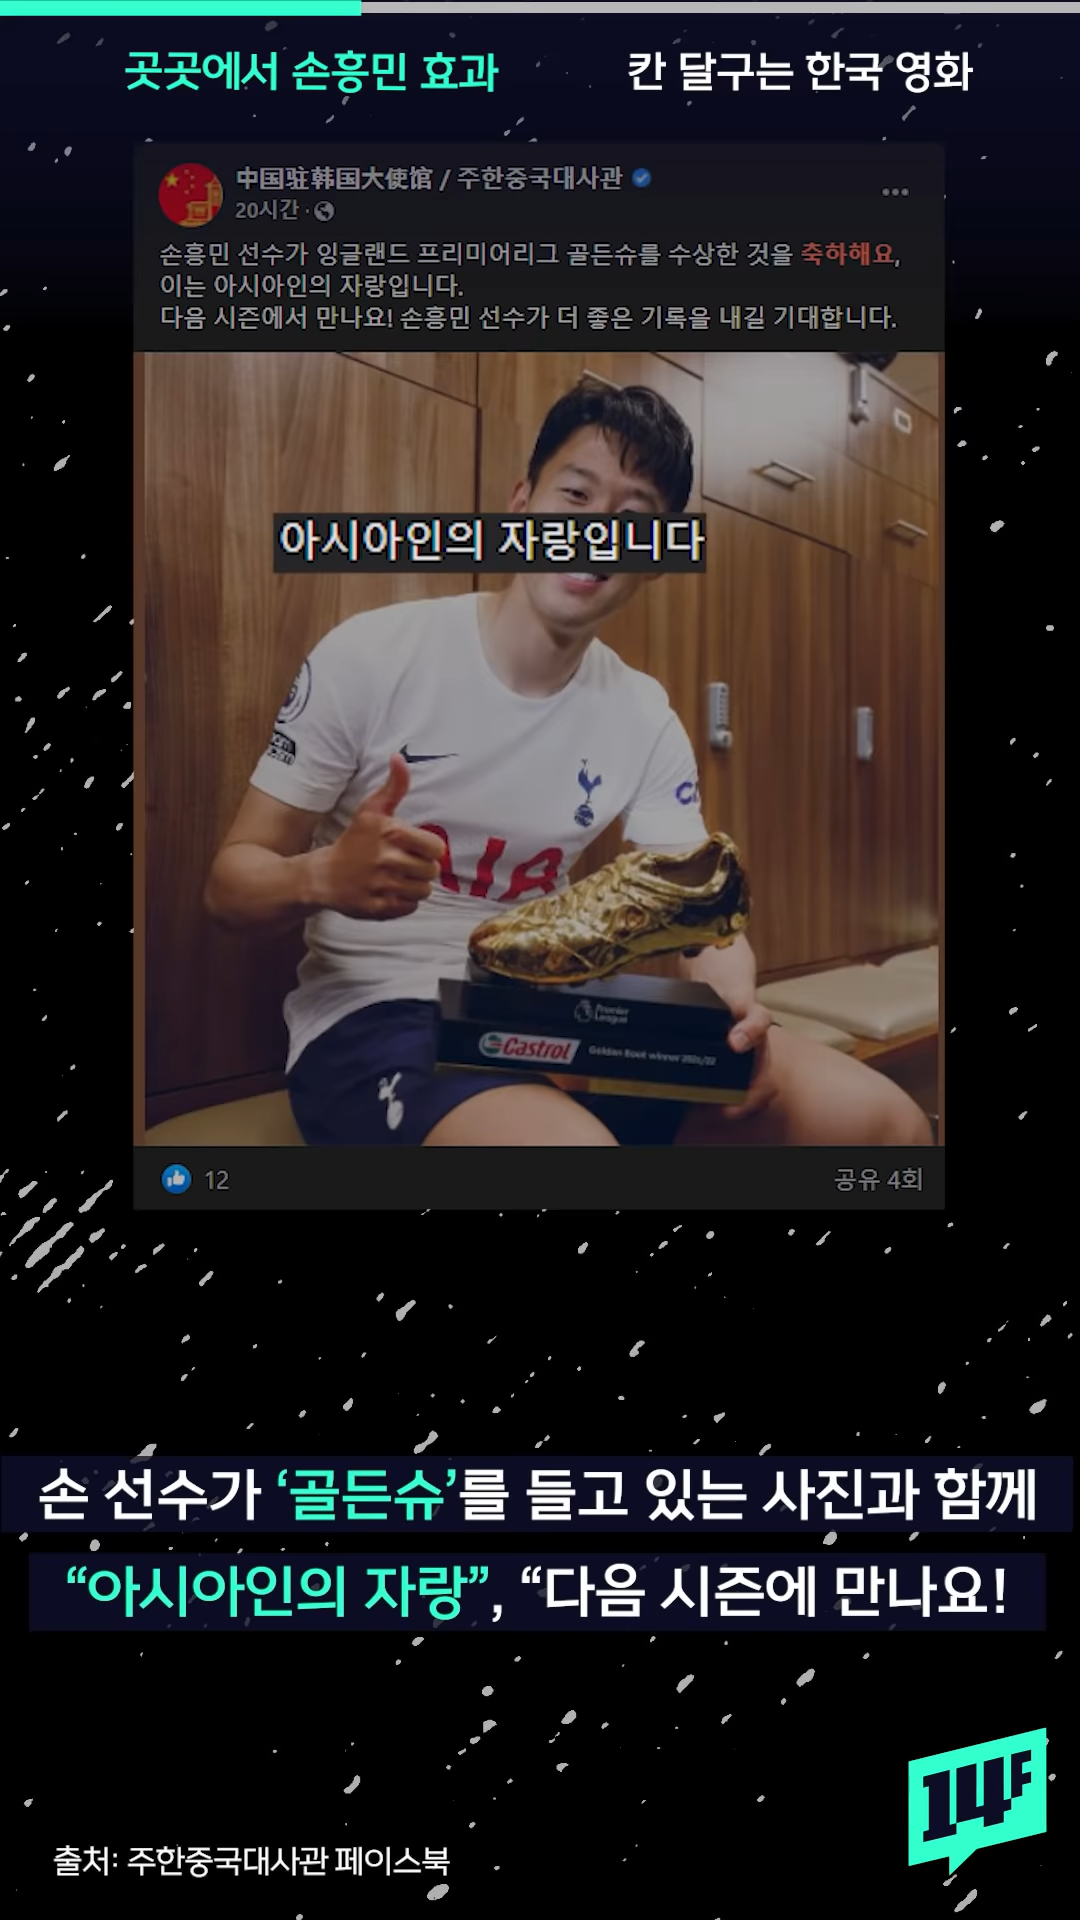 곳곳에서 손흥민 효과
칸 달구는 한국 영화
中国驻韩国大使馆 / 주한중국대사관
20시간 ·
손흥민 선수가 잉글랜드 프리미어리그 골든슈를 수상한 것을 축하해요,
이는 아시아인의 자랑입니다.
다음 시즌에서 만나요! 손흥민 선수가 더 좋은 기록을 내길 기대합니다.
아시아인의 자랑입니다
AIA
Premier
League
Castrol
Golden Boot winner 2021/22
12
공유 4회
손 선수가 ‘골든슈’를 들고 있는 사진과 함께
“아시아인의 자랑”, “다음 시즌에 만나요!
14F
출처: 주한중국대사관 페이스북